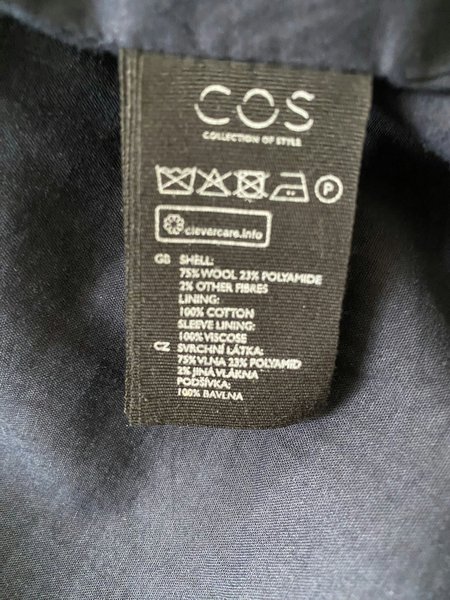 COS
COLLECTION OF STYLE
P
clevercare.info
GB SHELL:
75% WOOL 23% POLYAMIDE
2% OTHER FIBRES
LINING:
100% COTTON
SLEEVE LINING:
100% VISCOSE
CZ SVRCHNÍ LÁTKA:
75% VLNA 23% POLYAMID
2% JINÁ VLÁKNA
PODŠÍVKA:
100% BAVLNA